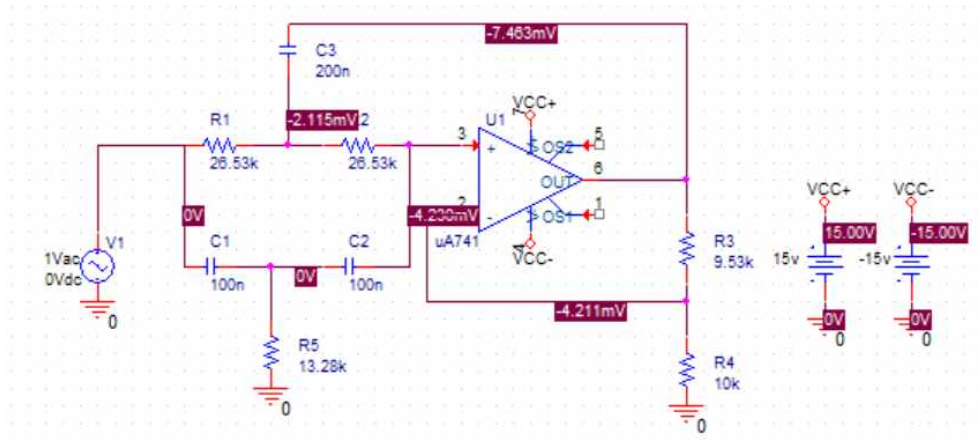 -7.463mV
C3
200n
VCC+
7
U1
R1
-2.115mV
2
3
+
OS2
5
26.53k
26.53k
OUT
6
VCC+
VCC-
0V
2
-4.230mV
-
OS1
1
15.00V
-15.00V
V1
C1
C2
uA741
4
VCC-
R3
9.53k
15v
-15v
1Vac
0Vdc
100n
0V
100n
-4.211mV
0V
0V
0
0
0
R5
13.28k
R4
10k
0
0